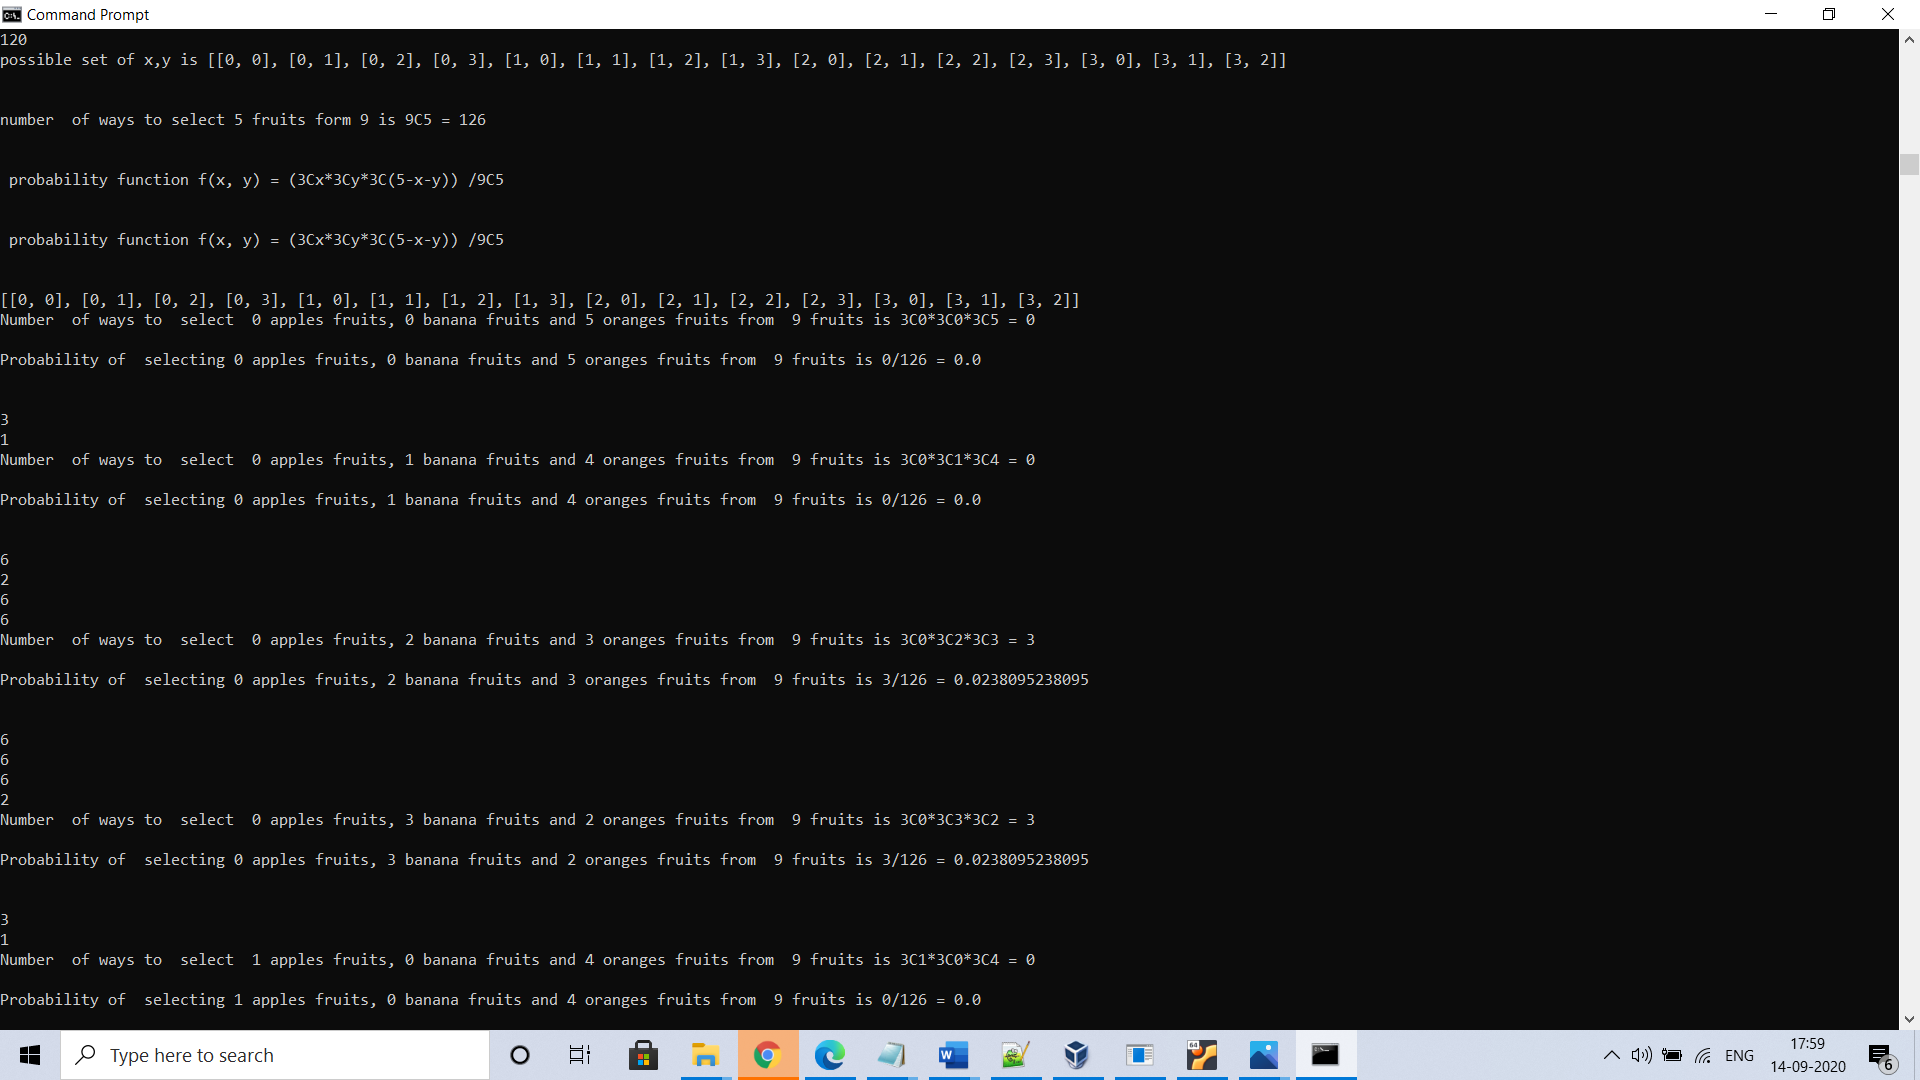 Command Prompt
120
possible set of x,y is [[0, 0], [0, 1], [0, 2], [0, 3], [1, 0], [1, 1], [1, 2], [1, 3], [2, 0], [2, 1], [2, 2], [2, 3], [3, 0], [3, 1], [3, 2]]
number  of ways to select 5 fruits form 9 is 9C5 = 126
probability function f(x, y) = (3Cx*3Cy*3C(5-x-y)) /9C5
probability function f(x, y) = (3Cx*3Cy*3C(5-x-y)) /9C5
[[0, 0], [0, 1], [0, 2], [0, 3], [1, 0], [1, 1], [1, 2], [1, 3], [2, 0], [2, 1], [2, 2], [2, 3], [3, 0], [3, 1], [3, 2]]
Number  of ways to  select  0 apples fruits, 0 banana fruits and 5 oranges fruits from  9 fruits is 3C0*3C0*3C5 = 0
Probability of  selecting 0 apples fruits, 0 banana fruits and 5 oranges fruits from  9 fruits is 0/126 = 0.0
3
1
Number  of ways to  select  0 apples fruits, 1 banana fruits and 4 oranges fruits from  9 fruits is 3C0*3C1*3C4 = 0
Probability of  selecting 0 apples fruits, 1 banana fruits and 4 oranges fruits from  9 fruits is 0/126 = 0.0
6
2
6
6
Number  of ways to  select  0 apples fruits, 2 banana fruits and 3 oranges fruits from  9 fruits is 3C0*3C2*3C3 = 3
Probability of  selecting 0 apples fruits, 2 banana fruits and 3 oranges fruits from  9 fruits is 3/126 = 0.0238095238095
6
6
6
2
Number  of ways to  select  0 apples fruits, 3 banana fruits and 2 oranges fruits from  9 fruits is 3C0*3C3*3C2 = 3
Probability of  selecting 0 apples fruits, 3 banana fruits and 2 oranges fruits from  9 fruits is 3/126 = 0.0238095238095
3
1
Number  of ways to  select  1 apples fruits, 0 banana fruits and 4 oranges fruits from  9 fruits is 3C1*3C0*3C4 = 0
Probability of  selecting 1 apples fruits, 0 banana fruits and 4 oranges fruits from  9 fruits is 0/126 = 0.0
Type here to search
ENG
17:59
14-09-2020
6